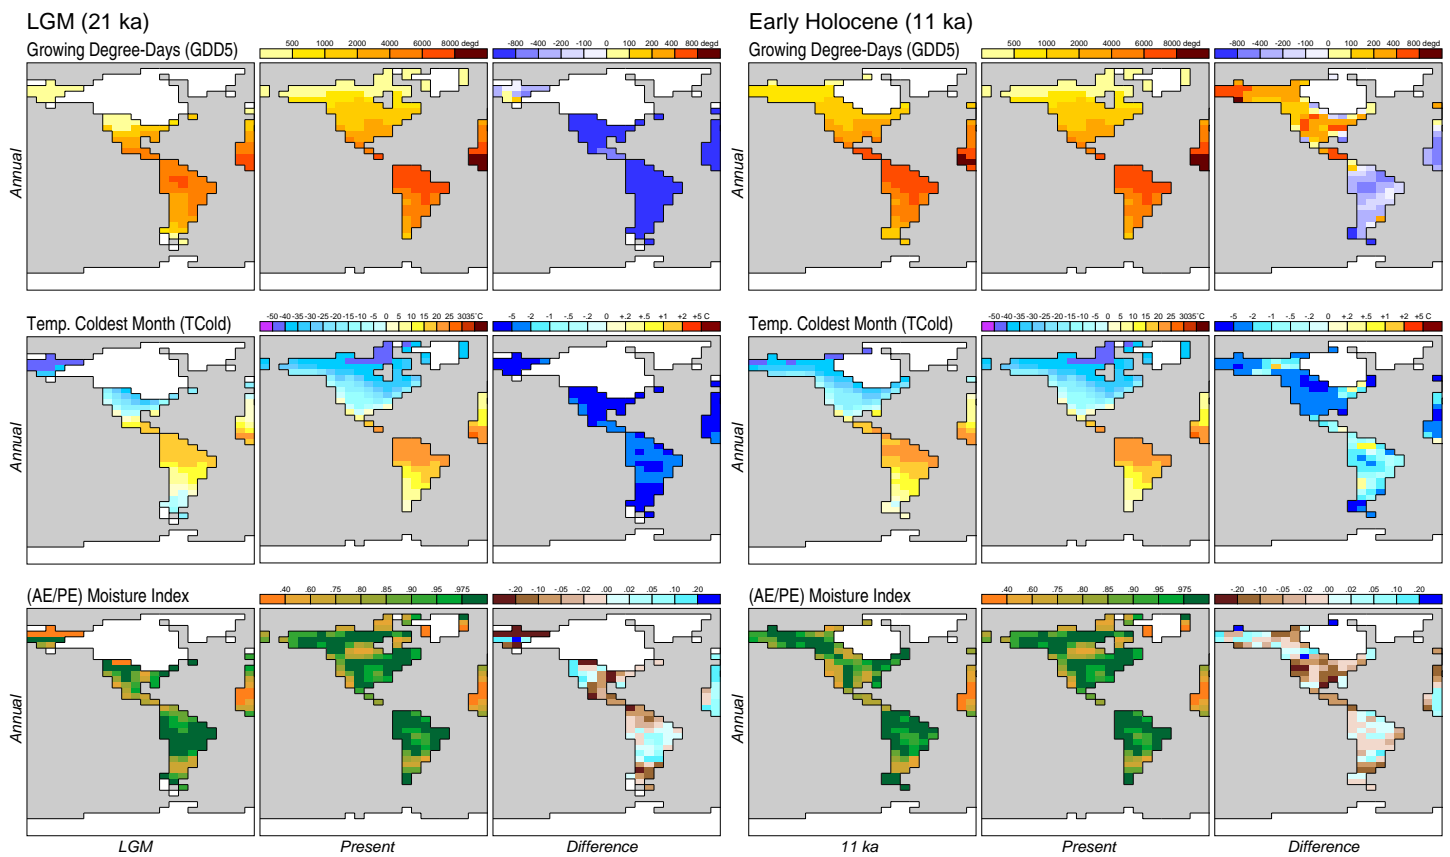 LGM (21 ka)
Growing Degree-Days (GDD5)
500 1000 2000 4000 6000 8000 degd
-800 -400 -200 -100 0 100 200 400 800 degd
Annual
Temp. Coldest Month (TCold)
-50 -40 -35 -30 -25 -20 -15 -10 -5 0 5 10 15 20 25 30 35˚C
-5 -2 -1 -.5 -.2 0 +.2 +.5 +1 +2 +5 C
Annual
(AE/PE) Moisture Index
.40 .60 .75 .85 .90 .95 .975
-.20 -.10 -.05 -.02 .00 .02 .05 .10 .20
Annual
LGM
Present
Difference
Early Holocene (11 ka)
Growing Degree-Days (GDD5)
500 1000 2000 4000 6000 8000 degd
-800 -400 -200 -100 0 100 200 400 800 degd
Annual
Temp. Coldest Month (TCold)
-50 -40 -35 -30 -25 -20 -15 -10 -5 0 5 10 15 20 25 30 35˚C
-5 -2 -1 -.5 -.2 0 +.2 +.5 +1 +2 +5 C
Annual
(AE/PE) Moisture Index
.40 .60 .75 .85 .90 .95 .975
-.20 -.10 -.05 -.02 .00 .02 .05 .10 .20
Annual
11 ka
Present
Difference